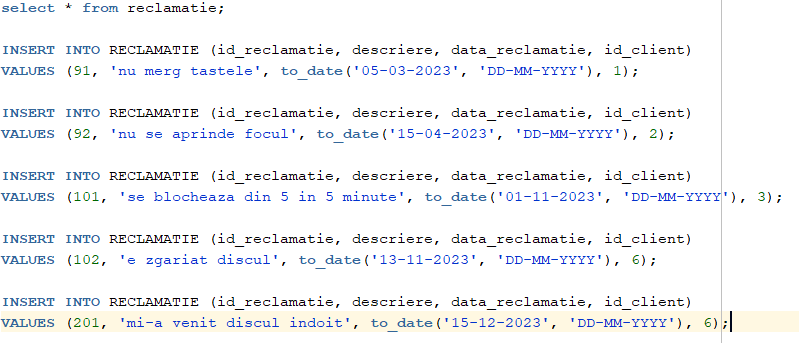 select * from reclamatie;
INSERT INTO RECLAMATIE (id_reclamatie, descriere, data_reclamatie, id_client)
VALUES (91, 'nu merg tastele', to_date('05-03-2023', 'DD-MM-YYYY'), 1);
INSERT INTO RECLAMATIE (id_reclamatie, descriere, data_reclamatie, id_client)
VALUES (92, 'nu se aprinde focul', to_date('15-04-2023', 'DD-MM-YYYY'), 2);
INSERT INTO RECLAMATIE (id_reclamatie, descriere, data_reclamatie, id_client)
VALUES (101, 'se blocheaza din 5 in 5 minute', to_date('01-11-2023', 'DD-MM-YYYY'), 3);
INSERT INTO RECLAMATIE (id_reclamatie, descriere, data_reclamatie, id_client)
VALUES (102, 'e zgariat discul', to_date('13-11-2023', 'DD-MM-YYYY'), 6);
INSERT INTO RECLAMATIE (id_reclamatie, descriere, data_reclamatie, id_client)
VALUES (201, 'mi-a venit discul indoit', to_date('15-12-2023', 'DD-MM-YYYY'), 6);